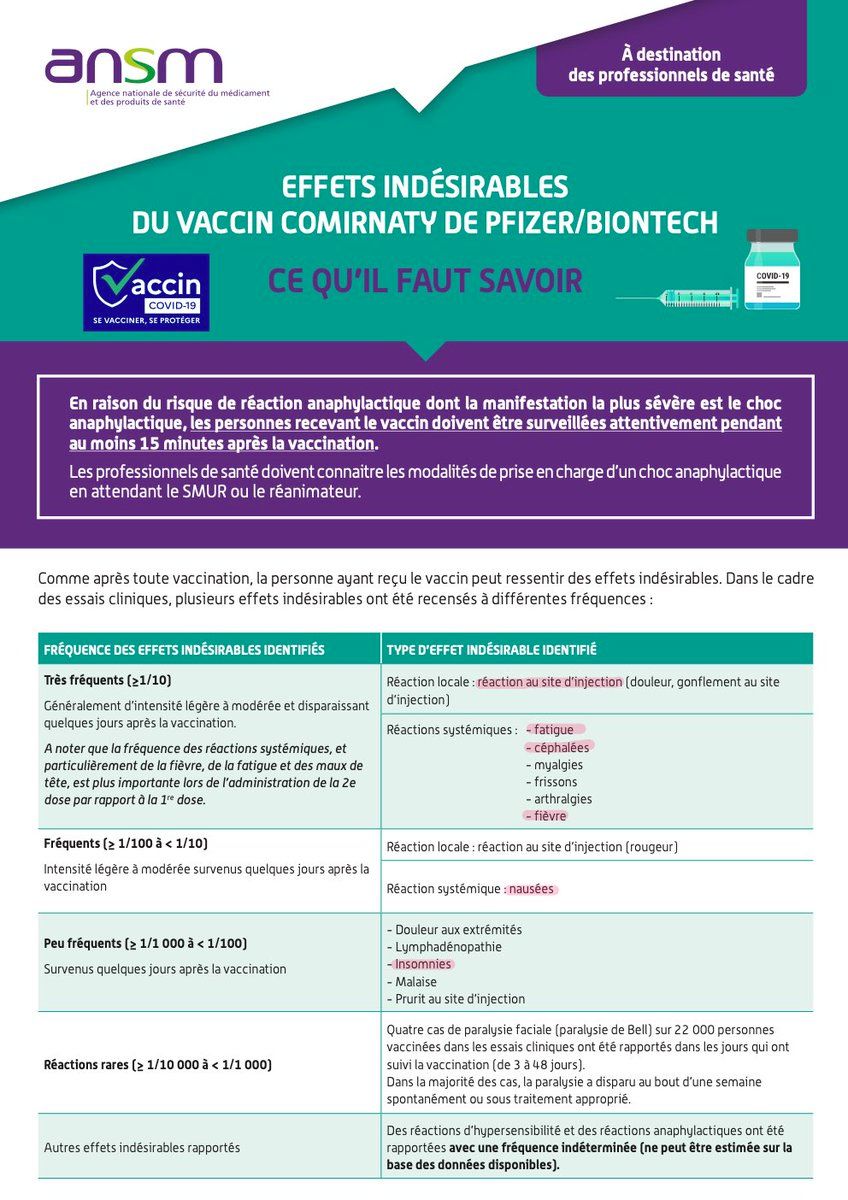 ansm
Agence nationale de sécurité du médicament
et des produits de santé
À destination
des professionnels de santé
EFFETS INDÉSIRABLES
DU VACCIN COMIRNATY DE PFIZER/BIONTECH
CE QU'IL FAUT SAVOIR
Vaccin
COVID-19
SE VACCINER, SE PROTÉGER
COVID-19
En raison du risque de réaction anaphylactique dont la manifestation la plus sévère est le choc
anaphylactique, les personnes recevant le vaccin doivent être surveillées attentivement pendant
au moins 15 minutes après la vaccination.
Les professionnels de santé doivent connaitre les modalités de prise en charge d'un choc anaphylactique
en attendant le SMUR ou le réanimateur.
Comme après toute vaccination, la personne ayant reçu le vaccin peut ressentir des effets indésirables. Dans le cadre
des essais cliniques, plusieurs effets indésirables ont été recensés à différentes fréquences :
FRÉQUENCE DES EFFETS INDÉSIRABLES IDENTIFIÉS
TYPE D'EFFET INDÉSIRABLE IDENTIFIÉ
Très fréquents (≥1/10)
Généralement d'intensité légère à modérée et disparaissant
quelques jours après la vaccination.
A noter que la fréquence des réactions systémiques, et
particulièrement de la fièvre, de la fatigue et des maux de
tête, est plus importante lors de l'administration de la 2e
dose par rapport à la 1re dose.
Réaction locale : réaction au site d'injection (douleur, gonflement au site
d'injection)
Réactions systémiques : - fatigue
- céphalées
- myalgies
- frissons
- arthralgies
- fièvre
Fréquents (≥ 1/100 à < 1/10)
Intensité légère à modérée survenus quelques jours après la
vaccination
Réaction locale : réaction au site d'injection (rougeur)
Réaction systémique : nausées
Peu fréquents (≥ 1/1 000 à < 1/100)
Survenus quelques jours après la vaccination
- Douleur aux extrémités
- Lymphadénopathie
- Insomnies
- Malaise
- Prurit au site d'injection
Réactions rares (≥ 1/10 000 à < 1/1 000)
Quatre cas de paralysie faciale (paralysie de Bell) sur 22 000 personnes
vaccinées dans les essais cliniques ont été rapportés dans les jours qui ont
suivi la vaccination (de 3 à 48 jours).
Dans la majorité des cas, la paralysie a disparu au bout d'une semaine
spontanément ou sous traitement approprié.
Autres effets indésirables rapportés
Des réactions d'hypersensibilité et des réactions anaphylactiques ont été
rapportées avec une fréquence indéterminée (ne peut être estimée sur la
base des données disponibles).